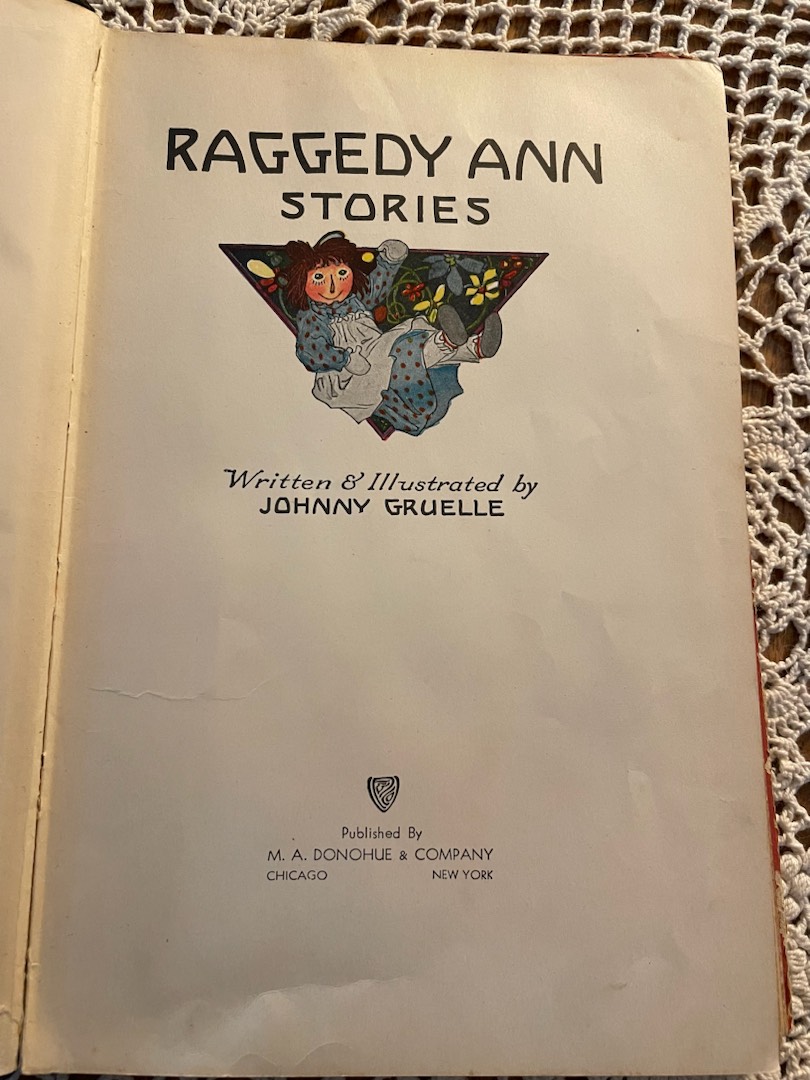 RAGGEDY ANN
STORIES
Written & Illustrated by
JOHNNY GRUELLE
Published By
M. A. DONOHUE & COMPANY
CHICAGO NEW YORK